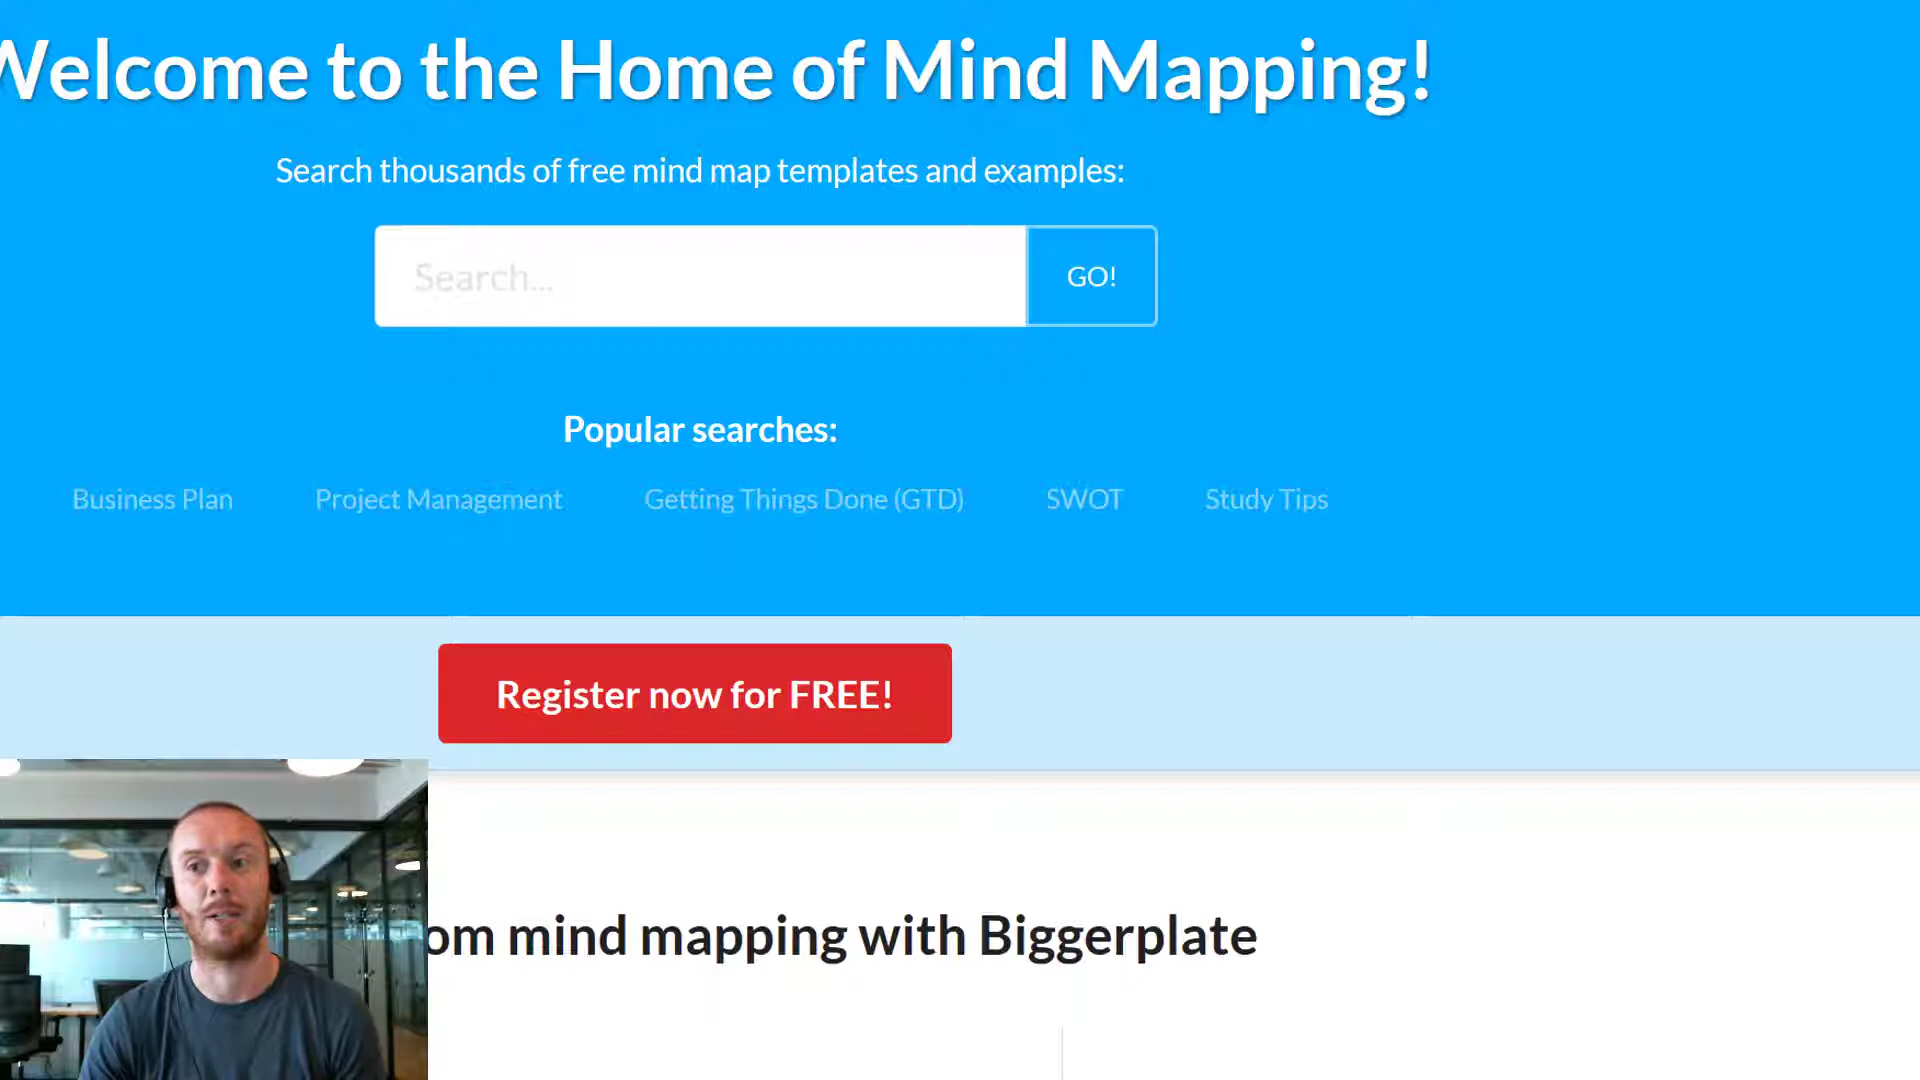 Welcome to the Home of Mind Mapping!
Search thousands of free mind map templates and examples:
Search...
GO!
Popular searches:
Business Plan Project Management Getting Things Done (GTD) SWOT Study Tips
Register now for FREE!
om mind mapping with Biggerplate